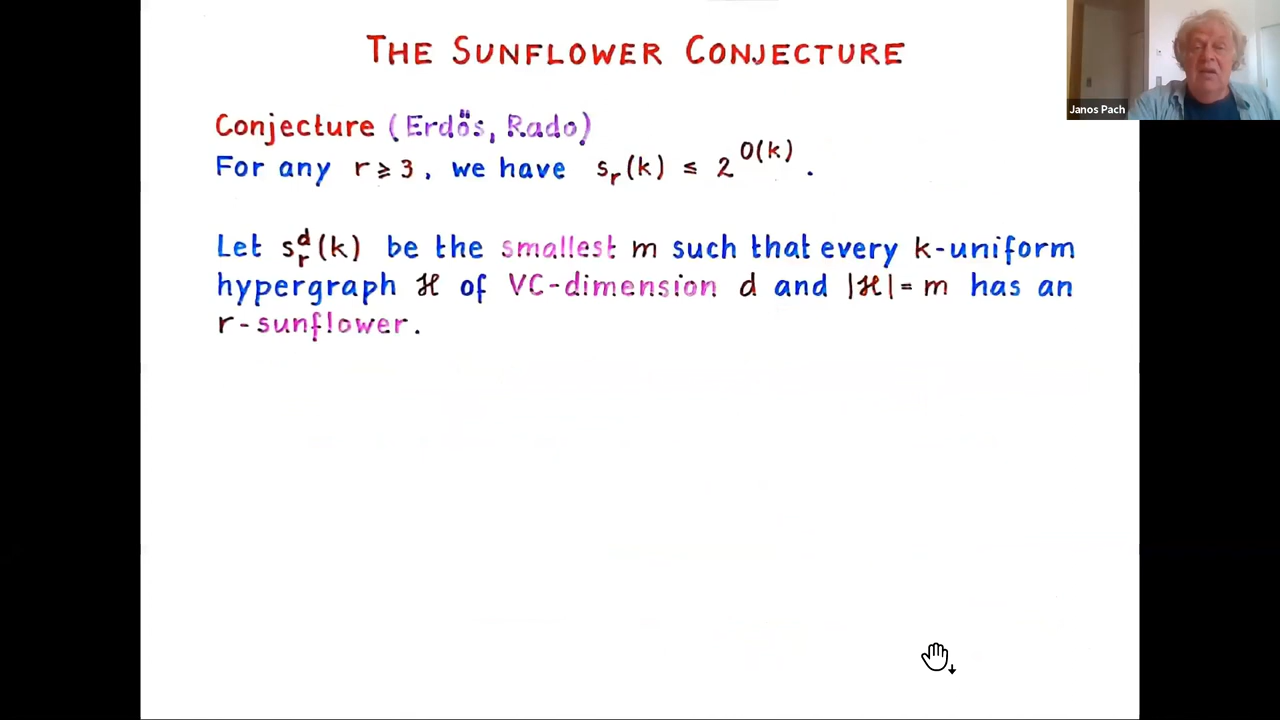 THE SUNFLOWER CONJECTURE
Janos Pach
Conjecture (Erdős, Rado)
For any r ⩾ 3, we have s_r(k) ≤ 2^{O(k)}.
Let s_r^d(k) be the smallest m such that every k-uniform
hypergraph ℋ of VC-dimension d and |ℋ| = m has an
r-sunflower.